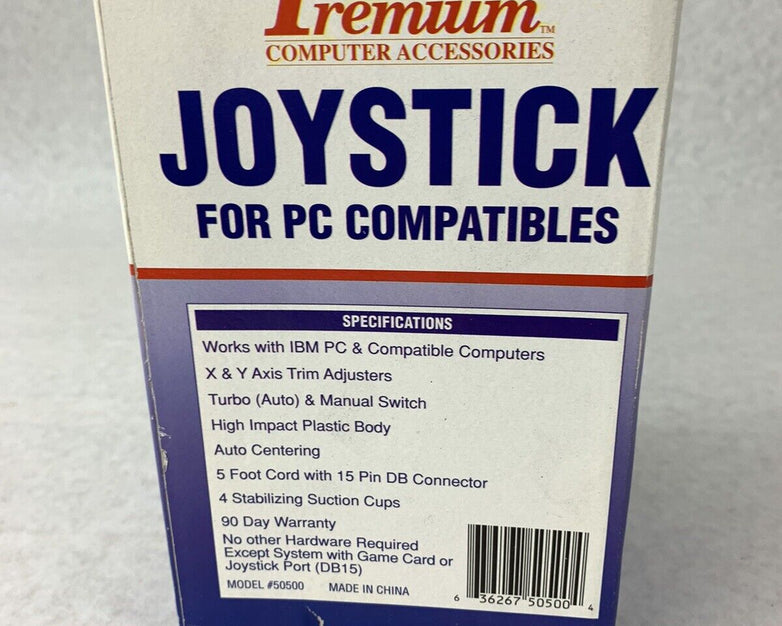 Premium™
COMPUTER ACCESSORIES
JOYSTICK
FOR PC COMPATIBLES
SPECIFICATIONS
Works with IBM PC & Compatible Computers
X & Y Axis Trim Adjusters
Turbo (Auto) & Manual Switch
High Impact Plastic Body
Auto Centering
5 Foot Cord with 15 Pin DB Connector
4 Stabilizing Suction Cups
90 Day Warranty
No other Hardware Required
Except System with Game Card or
Joystick Port (DB15)
MODEL #50500 MADE IN CHINA
6 36267 50500 4